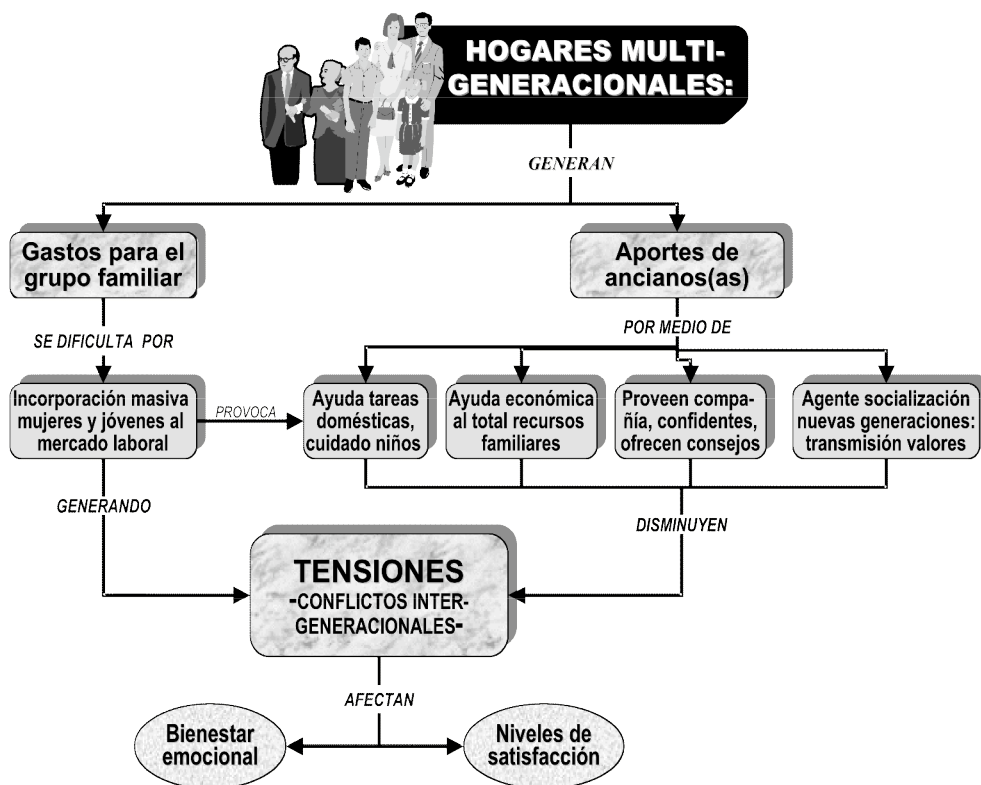 HOGARES MULTI-
GENERACIONALES:
GENERAN
Gastos para el
grupo familiar
Aportes de
ancianos(as)
SE DIFICULTA POR
POR MEDIO DE
Incorporación masiva
mujeres y jóvenes al
mercado laboral
PROVOCA
Ayuda tareas
domésticas,
cuidado niños
Ayuda económica
al total recursos
familiares
Proveen compa-
ñía, confidentes,
ofrecen consejos
Agente socialización
nuevas generaciones:
transmisión valores
GENERANDO
DISMINUYEN
TENSIONES
-CONFLICTOS INTER-
GENERACIONALES-
AFECTAN
Bienestar
emocional
Niveles de
satisfacción